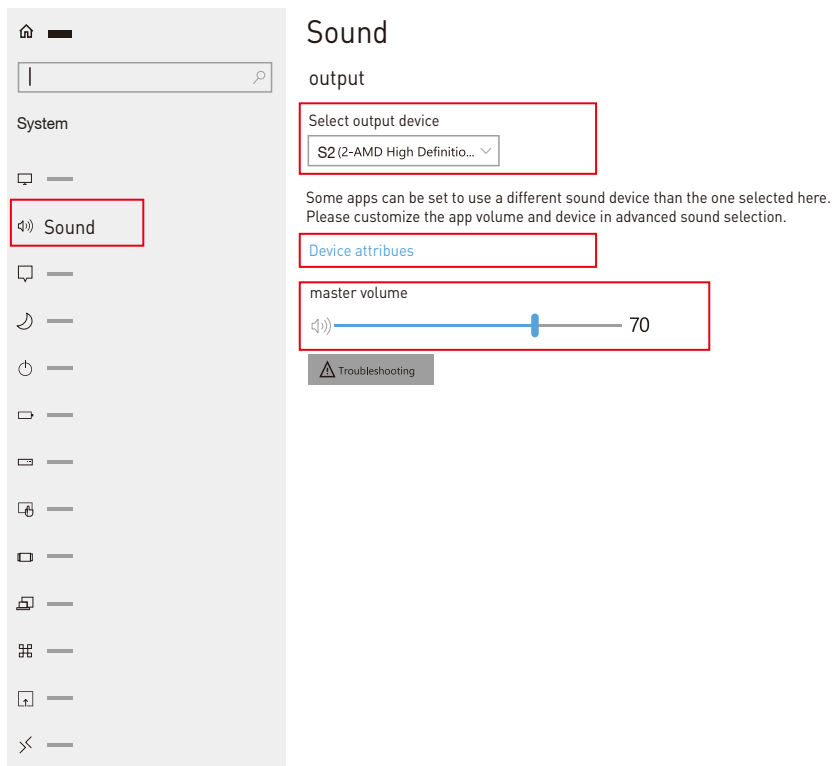 System
Sound
Sound
output
Select output device
S2 (2-AMD High Definitio...
Some apps can be set to use a different sound device than the one selected here.
Please customize the app volume and device in advanced sound selection.
Device attribues
master volume
70
Troubleshooting